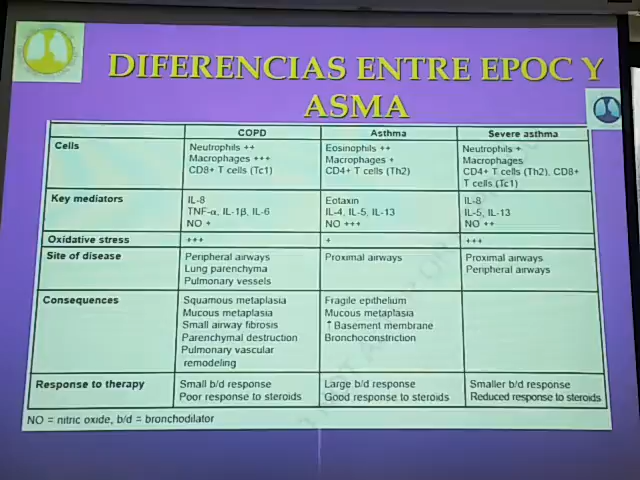 DIFERENCIAS ENTRE EPOC Y
ASMA
COPD Asthma Severe asthma
Cells Neutrophils ++ Eosinophils ++ Neutrophils +
Macrophages +++ Macrophages + Macrophages
CD8+ T cells (Tc1) CD4+ T cells (Th2) CD4+ T cells (Th2), CD8+
T cells (Tc1)
Key mediators IL-8 Eotaxin IL-8
TNF-α, IL-1β, IL-6 IL-4, IL-5, IL-13 IL-5, IL-13
NO + NO +++ NO ++
Oxidative stress +++ + +++
Site of disease Peripheral airways Proximal airways Proximal airways
Lung parenchyma Peripheral airways
Pulmonary vessels
Consequences Squamous metaplasia Fragile epithelium
Mucous metaplasia Mucous metaplasia
Small airway fibrosis ↑ Basement membrane
Parenchymal destruction Bronchoconstriction
Pulmonary vascular
remodeling
Response to therapy Small b/d response Large b/d response Smaller b/d response
Poor response to steroids Good response to steroids Reduced response to steroids
NO = nitric oxide, b/d = bronchodilator